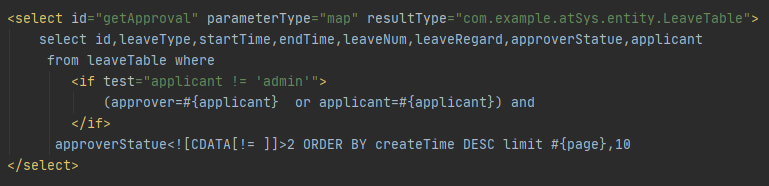 <select id="getApproval" parameterType="map" resultType="com.example.atSys.entity.LeaveTable">
select id,leaveType,startTime,endTime,leaveNum,leaveRegard,approverStatue,applicant
from leaveTable where
<if test="applicant != 'admin'">
(approver=#{applicant}  or applicant=#{applicant}) and
</if>
approverStatue<![CDATA[!= ]]>2 ORDER BY createTime DESC limit #{page},10
</select>